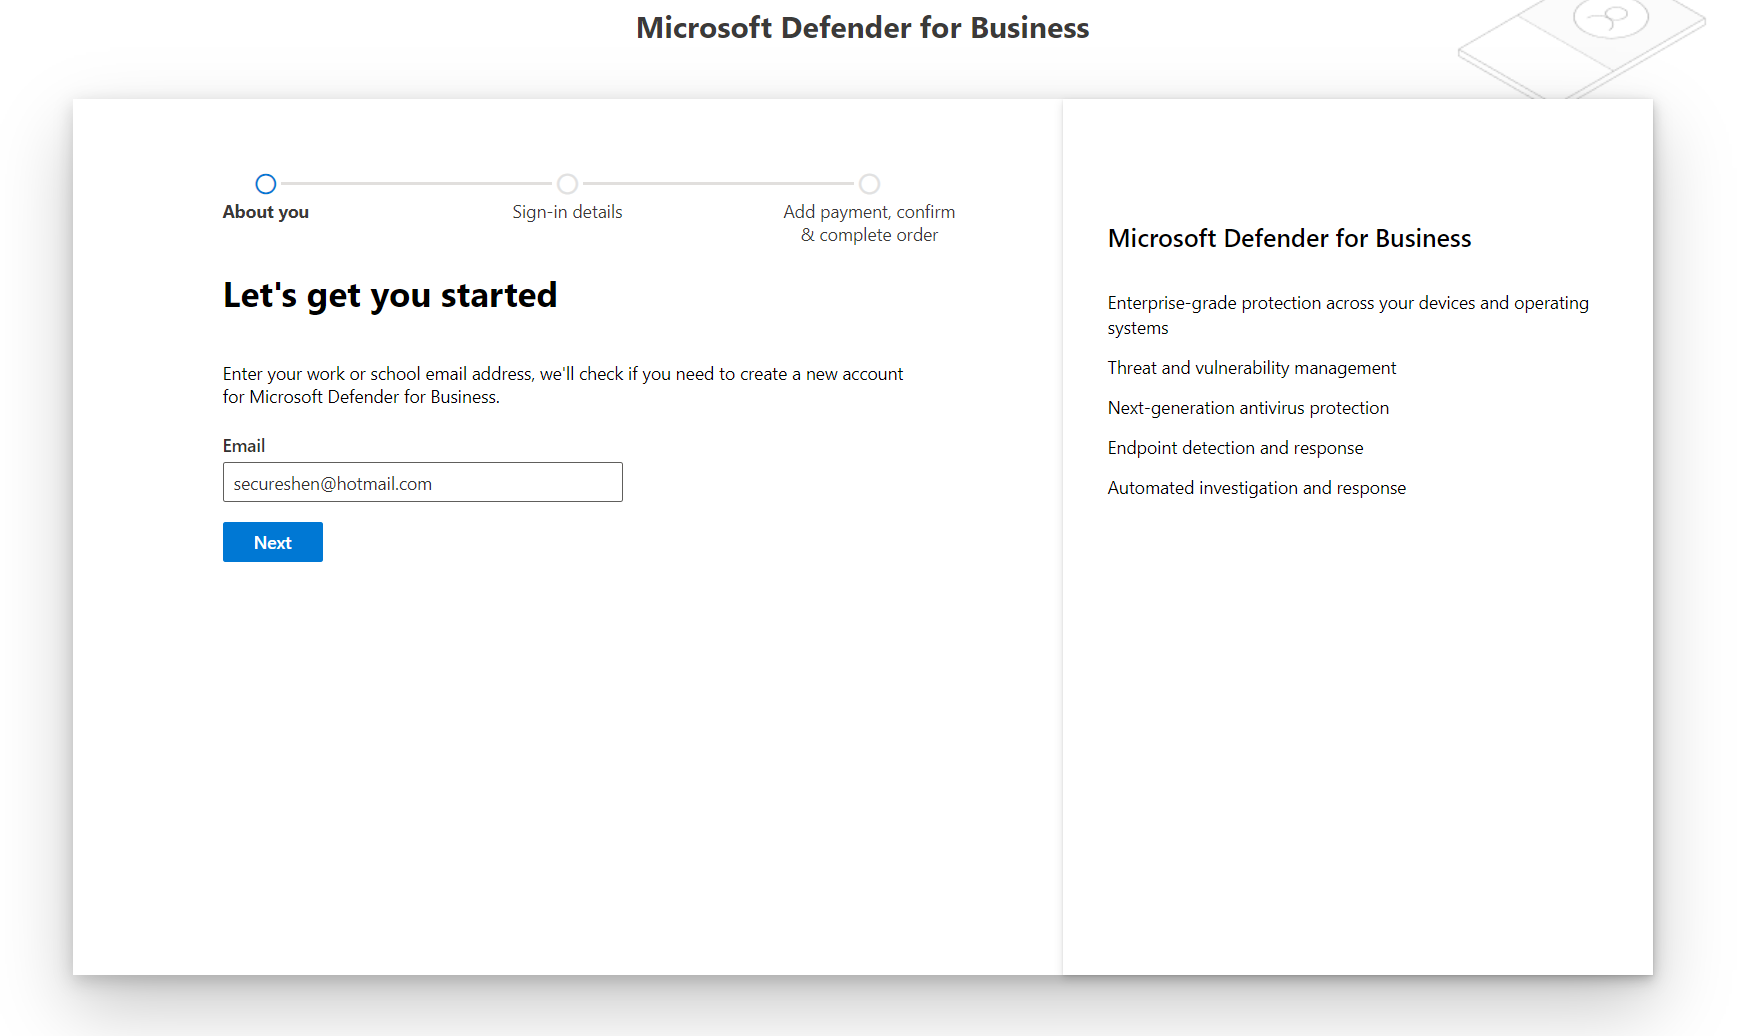 Microsoft Defender for Business
About you
Sign-in details
Add payment, confirm
& complete order
Let's get you started
Enter your work or school email address, we'll check if you need to create a new account
for Microsoft Defender for Business.
Email
secureshen@hotmail.com
Next
Microsoft Defender for Business
Enterprise-grade protection across your devices and operating
systems
Threat and vulnerability management
Next-generation antivirus protection
Endpoint detection and response
Automated investigation and response